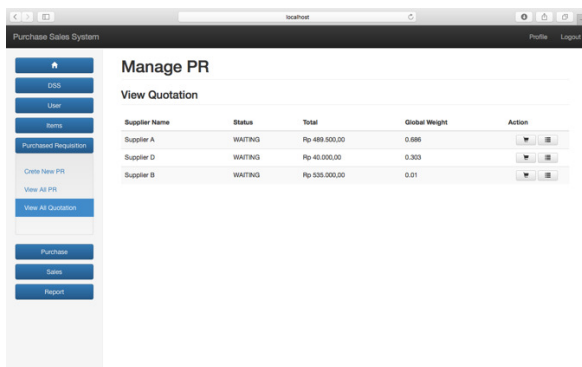 localhost
Purchase Sales System
Profile Logout
DSS
User
Items
Purchased Requisition
Crete New PR
View All PR
View All Quotation
Purchase
Sales
Report
Manage PR
View Quotation
Supplier Name Status Total Global Weight Action
Supplier A WAITING Rp 489.500,00 0.686
Supplier D WAITING Rp 40.000,00 0.303
Supplier B WAITING Rp 535.000,00 0.01